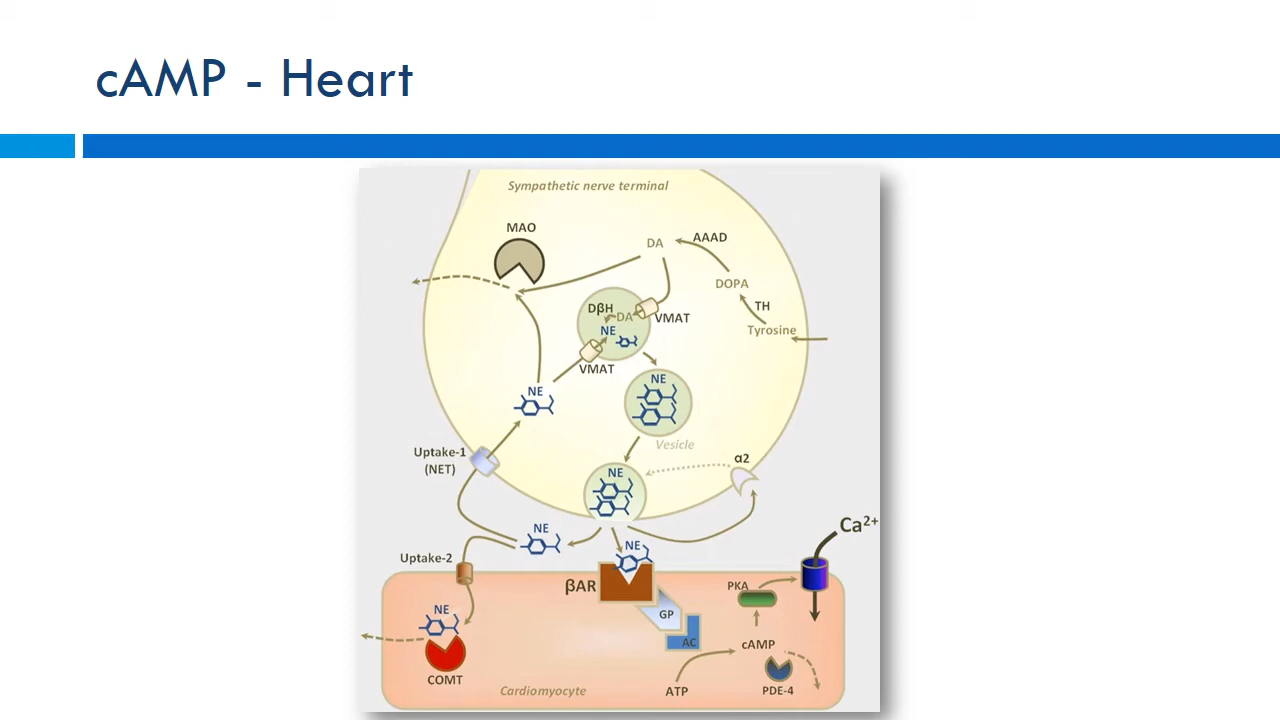 cAMP - Heart
Sympathetic nerve terminal
MAO
DA
AAAD
DOPA
TH
Tyrosine
DβH
DA
VMAT
NE
VMAT
NE
NE
Vesicle
Uptake-1
(NET)
α2
NE
Ca²⁺
NE
NE
Uptake-2
βAR
PKA
GP
NE
AC
cAMP
COMT
Cardiomyocyte
ATP
PDE-4